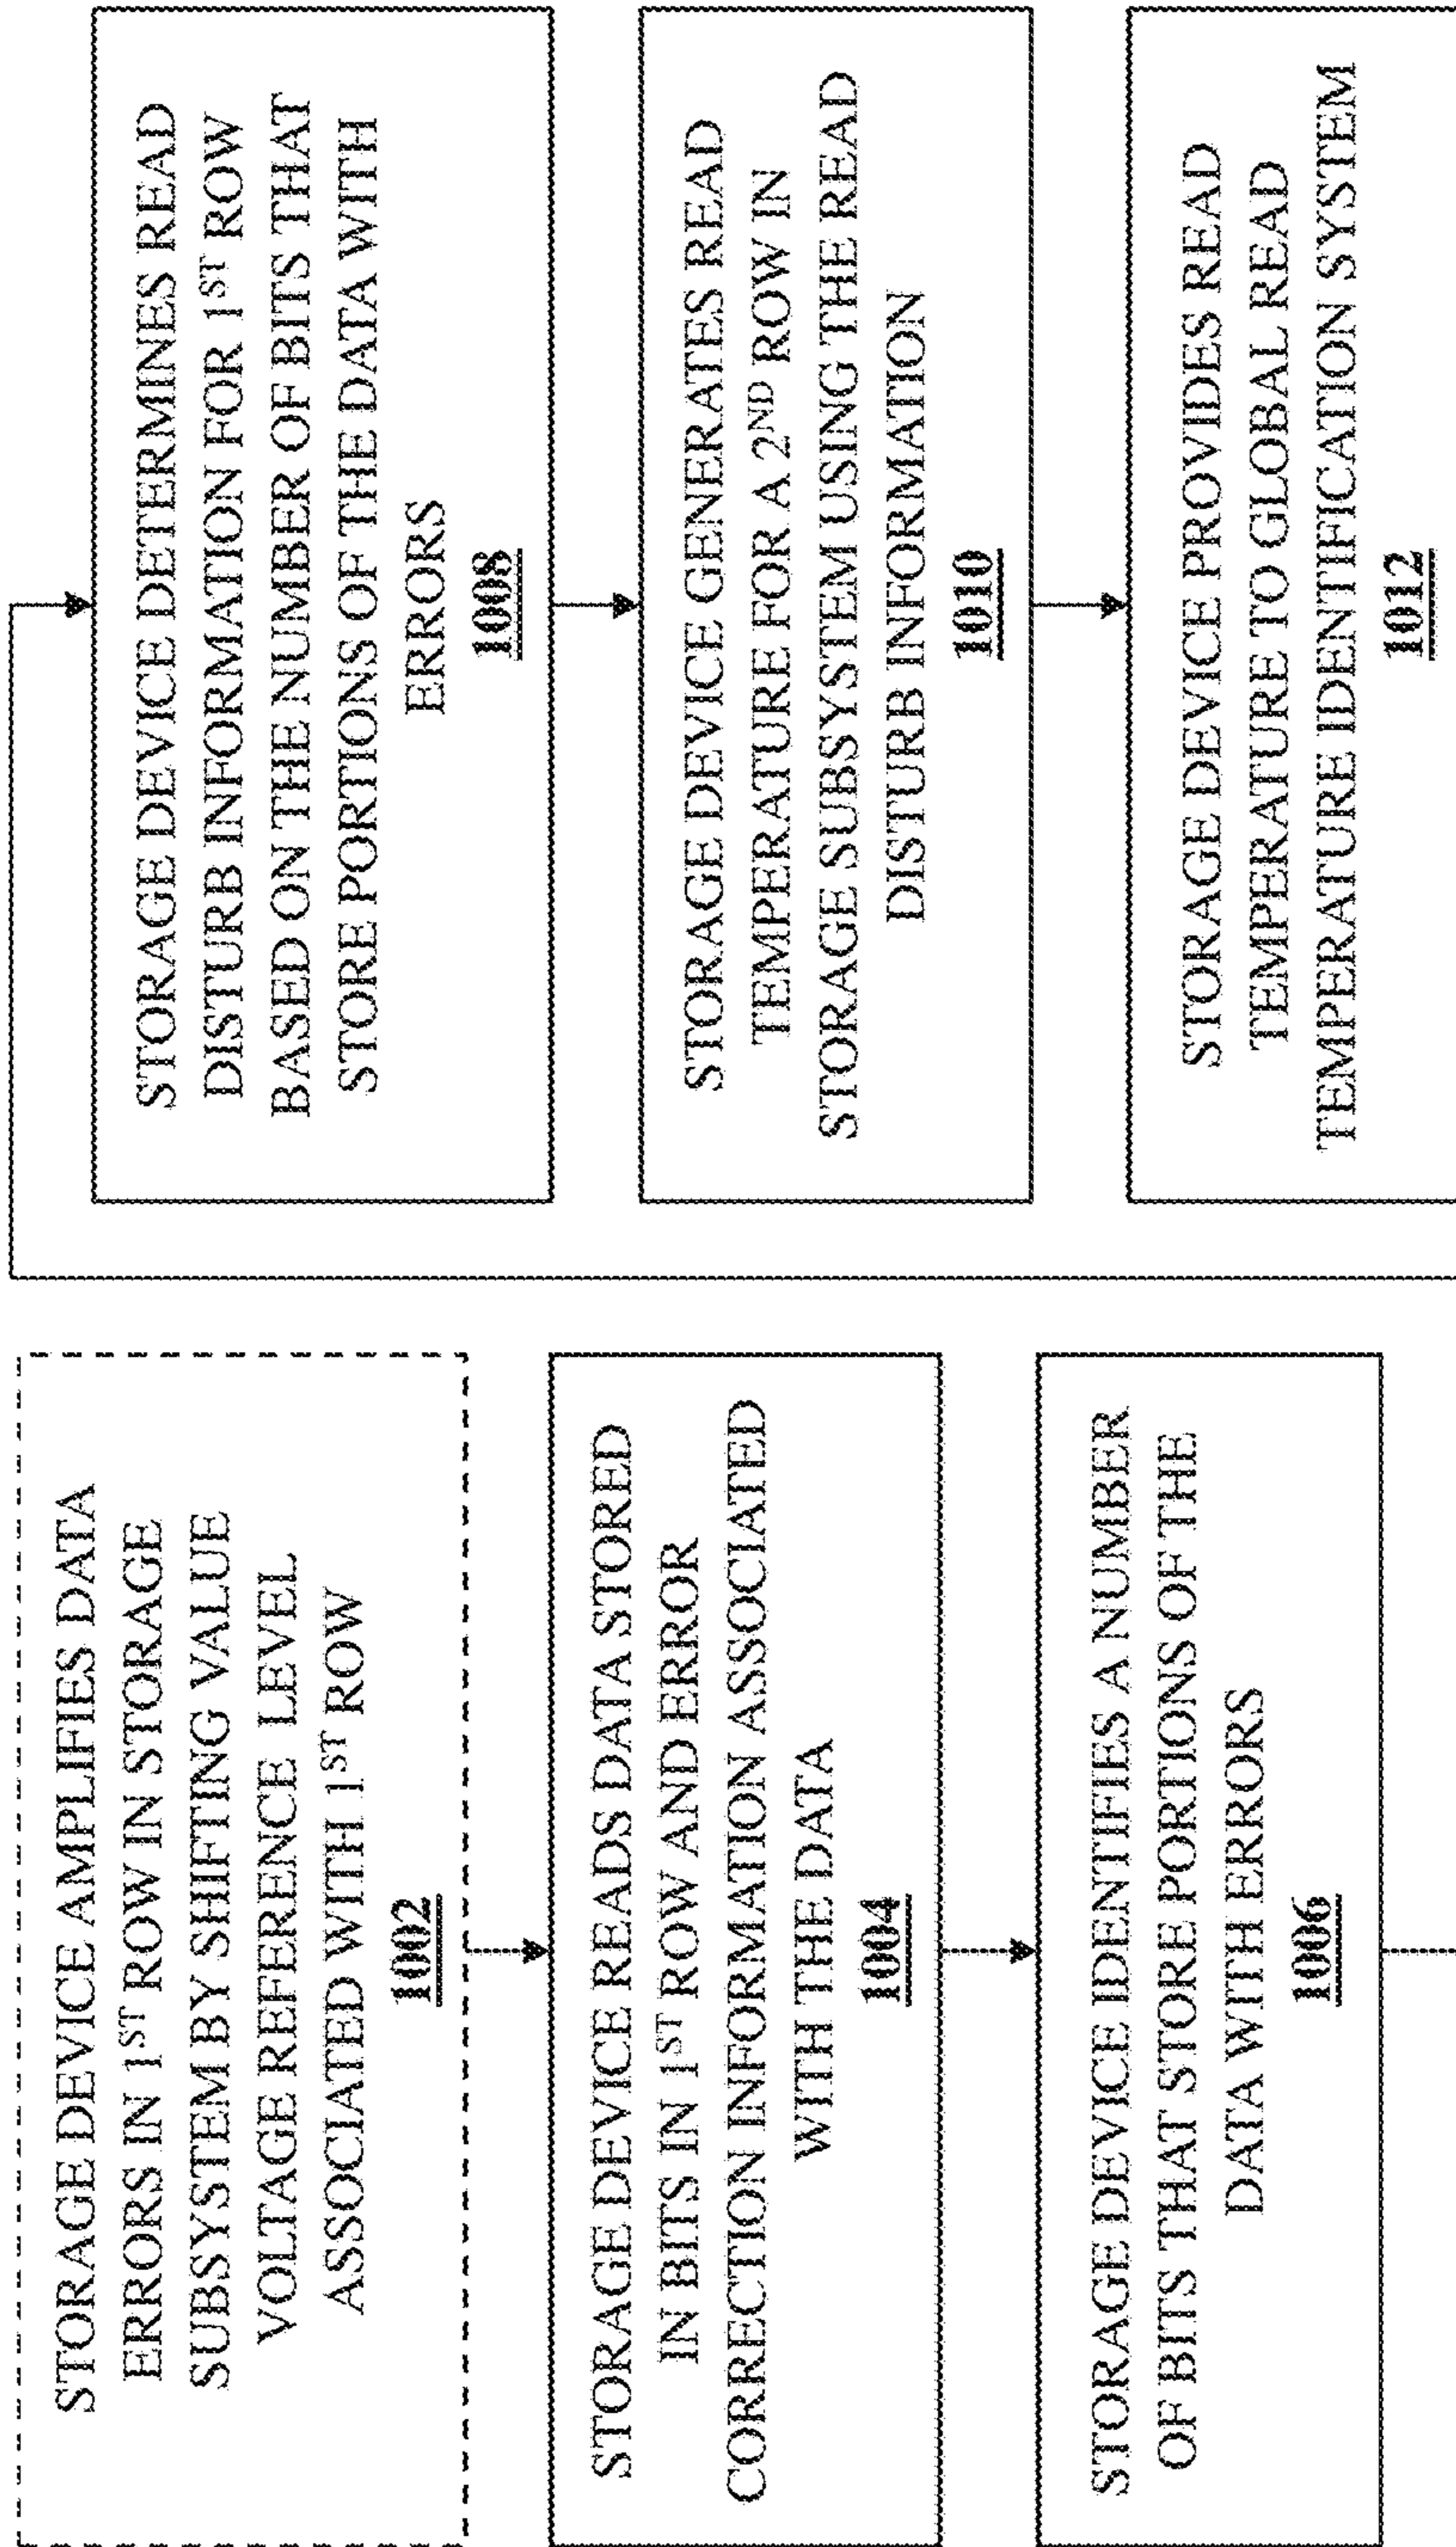 STORAGE DEVICE AMPLIFIES DATA
ERRORS IN 1ST ROW IN STORAGE
SUBSYSTEM BY SHIFTING VALUE
VOLTAGE REFERENCE LEVEL
ASSOCIATED WITH 1ST ROW
1002
STORAGE DEVICE READS DATA STORED
IN BITS IN 1ST ROW AND ERROR
CORRECTION INFORMATION ASSOCIATED
WITH THE DATA
1004
STORAGE DEVICE IDENTIFIES A NUMBER
OF BITS THAT STORE PORTIONS OF THE
DATA WITH ERRORS
1006
STORAGE DEVICE DETERMINES READ
DISTURB INFORMATION FOR 1ST ROW
BASED ON THE NUMBER OF BITS THAT
STORE PORTIONS OF THE DATA WITH
ERRORS
1008
STORAGE DEVICE GENERATES READ
TEMPERATURE FOR A 2ND ROW IN
STORAGE SUBSYSTEM USING THE READ
DISTURB INFORMATION
1010
STORAGE DEVICE PROVIDES READ
TEMPERATURE TO GLOBAL READ
TEMPERATURE IDENTIFICATION SYSTEM
1012